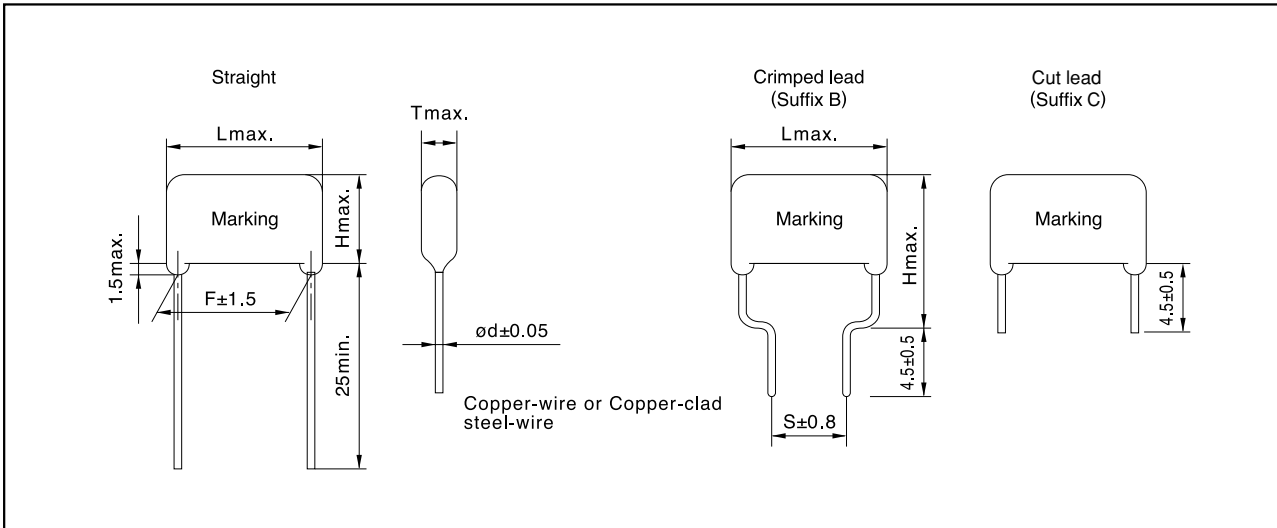 Straight
Lmax.
Tmax.
Marking
Hmax.
1.5max.
F±1.5
25min.
ød±0.05
Copper-wire or Copper-clad
steel-wire
Crimped lead
(Suffix B)
Lmax.
Marking
Hmax.
4.5±0.5
S±0.8
Cut lead
(Suffix C)
Marking
4.5±0.5